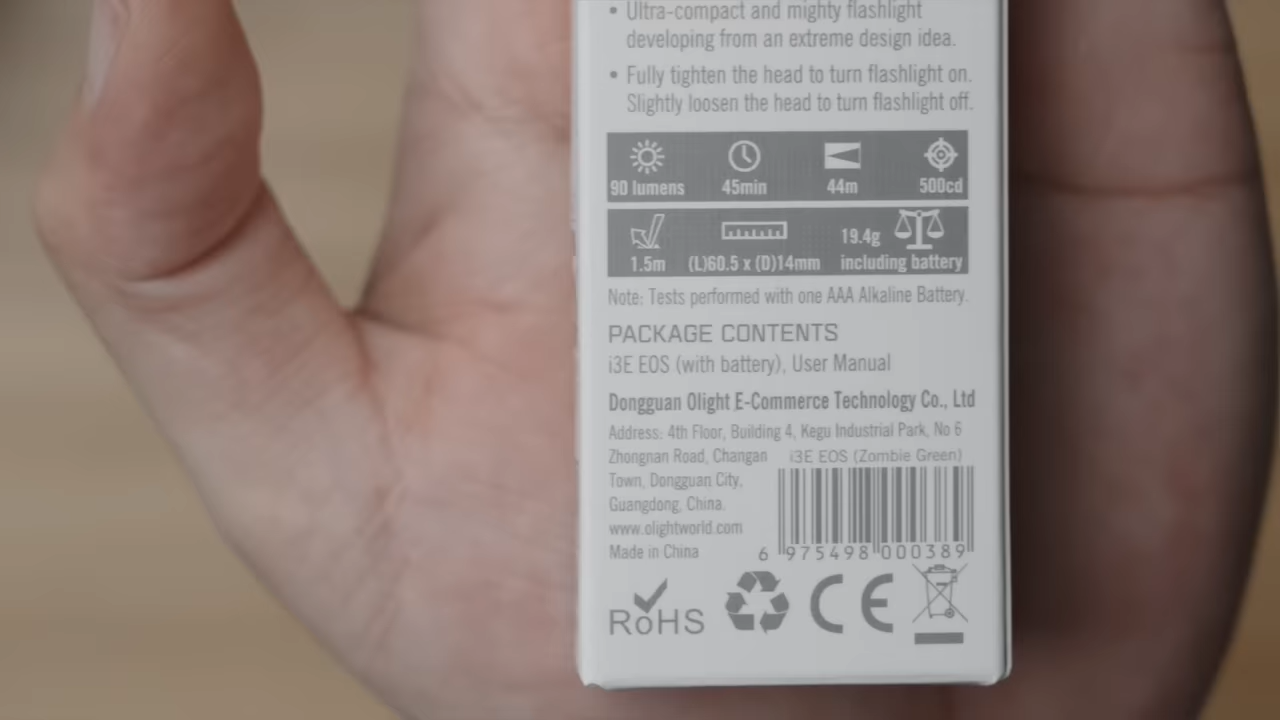 • Ultra-compact and mighty flashlight
developing from an extreme design idea.
• Fully tighten the head to turn flashlight on.
Slightly loosen the head to turn flashlight off.
90 lumens 45min 44m 500cd
19.4g
1.5m (L)60.5 x (D)14mm including battery
Note: Tests performed with one AAA Alkaline Battery.
PACKAGE CONTENTS
i3E EOS (with battery), User Manual
Dongguan Olight E-Commerce Technology Co., Ltd
Address: 4th Floor, Building 4, Kegu Industrial Park, No 6
Zhongnan Road, Changan
Town, Dongguan City,
Guangdong, China.
www.olightworld.com
Made in China
i3E EOS (Zombie Green)
6 975498 000389
RoHS
CE